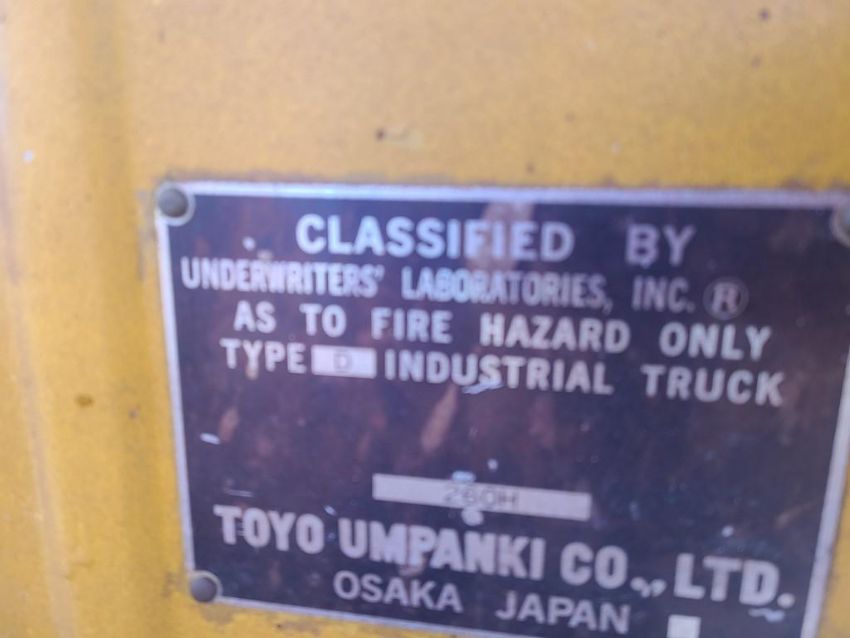 CLASSIFIED BY
UNDERWRITERS' LABORATORIES, INC. ®
AS TO FIRE HAZARD ONLY
TYPE D INDUSTRIAL TRUCK
260H
TOYO UMPANKI CO., LTD.
OSAKA JAPAN